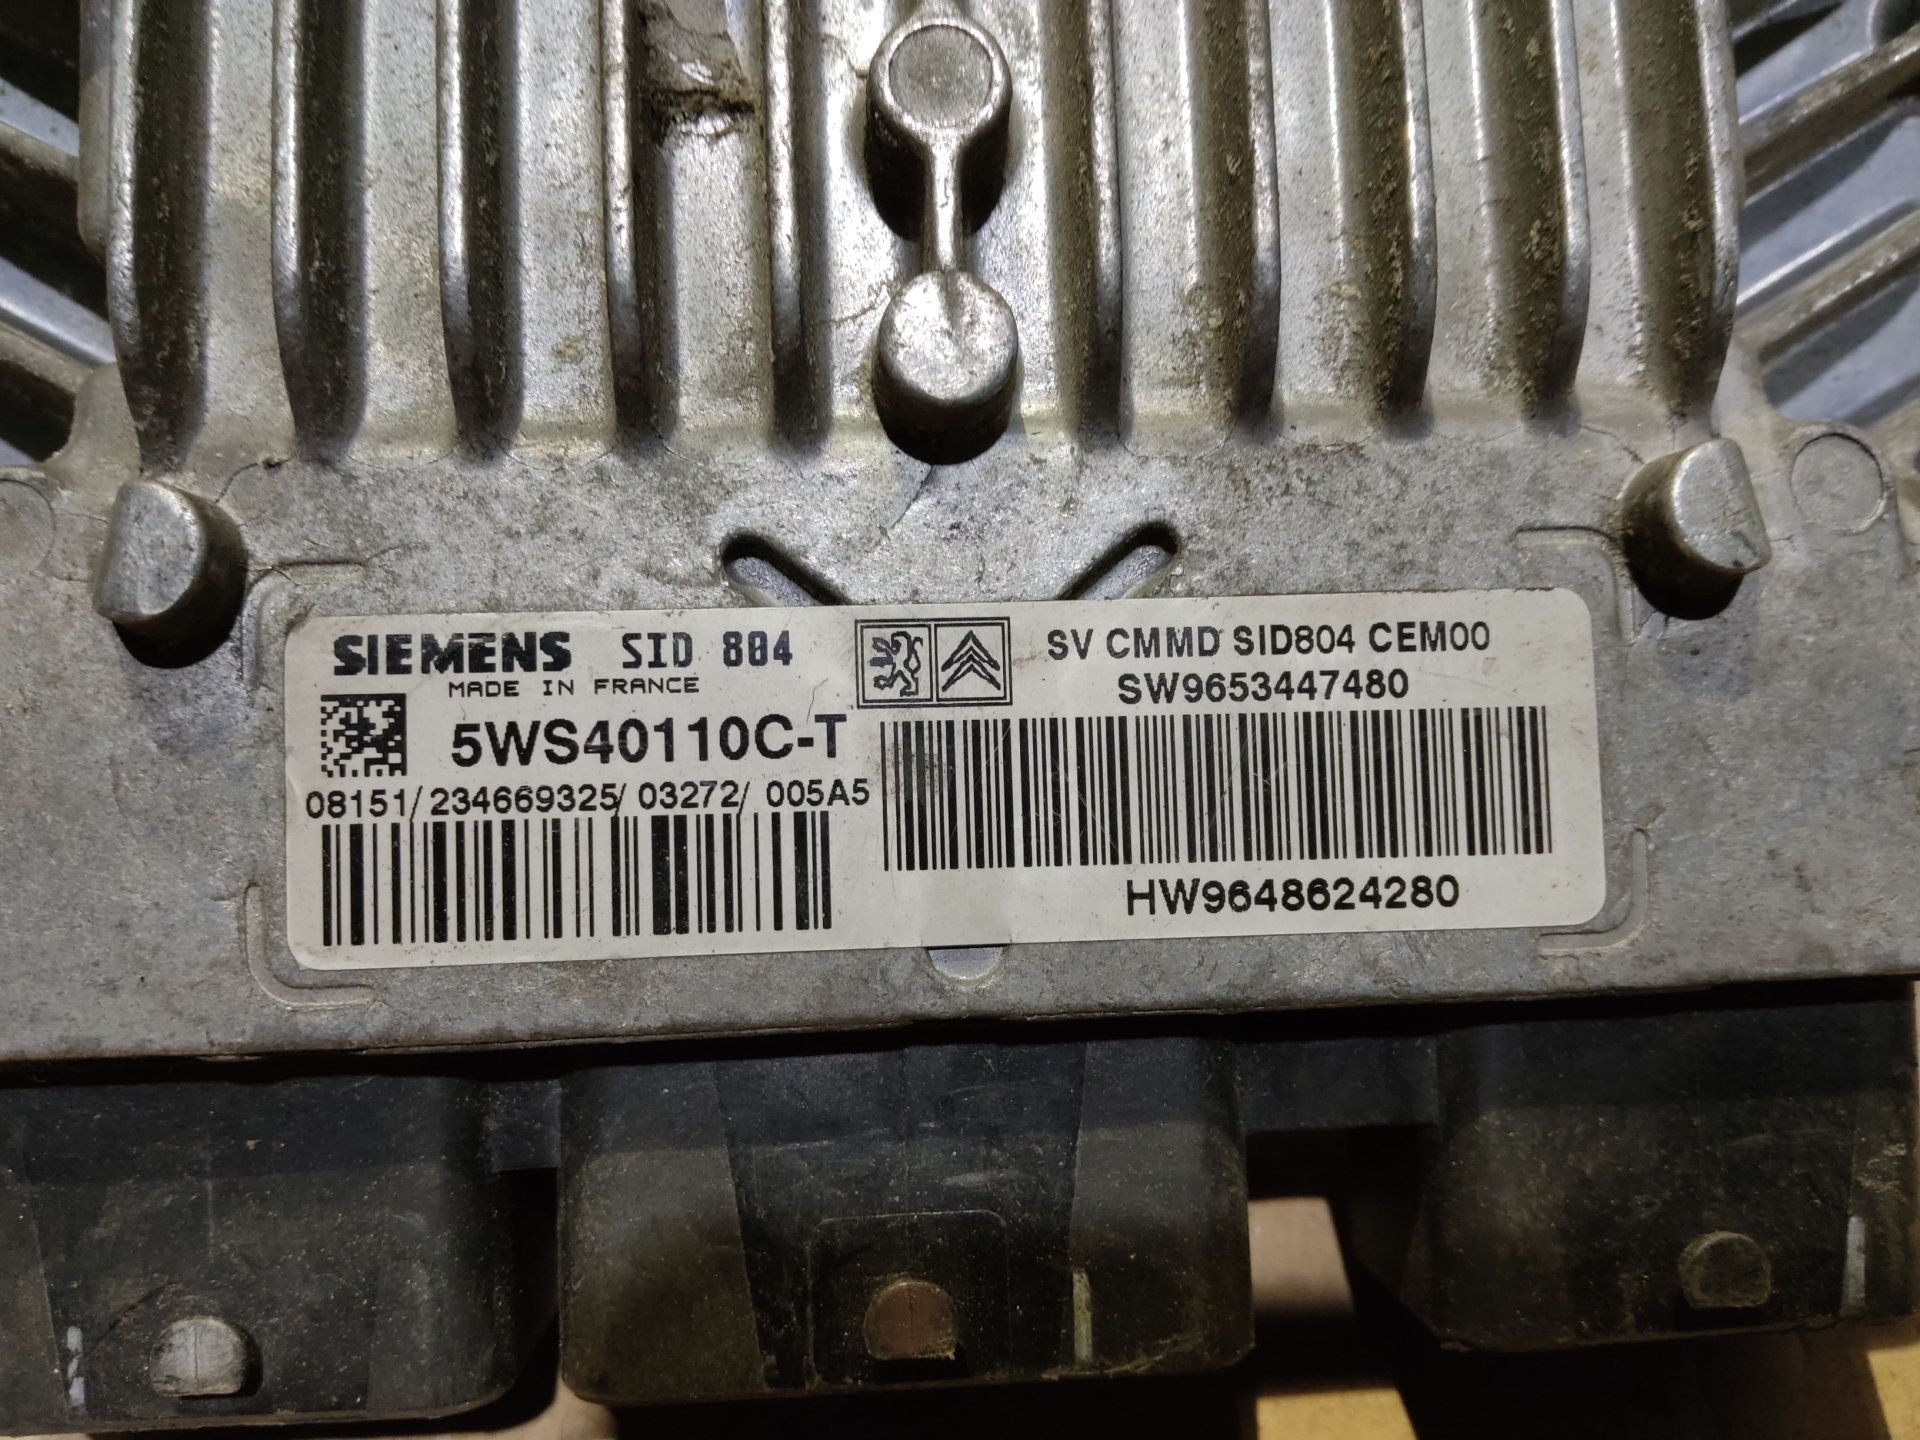 SIEMENS SID 804
MADE IN FRANCE
5WS40110C-T
08151/234669325/03272/005A5
SV CMMD SID804 CEM00
SW9653447480
HW9648624280